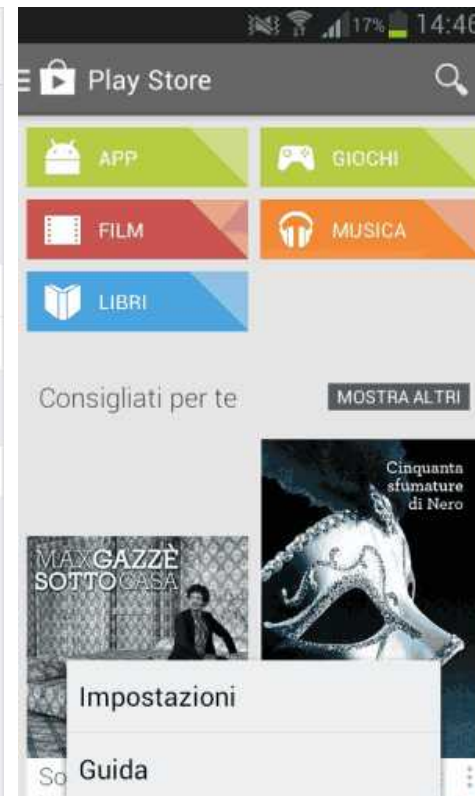 17% 14:46
Play Store
APP
GIOCHI
FILM
MUSICA
LIBRI
Consigliati per te
MOSTRA ALTRI
Cinquanta
sfumature
di Nero
MAX GAZZÈ
SOTTO CASA
Impostazioni
So
Guida